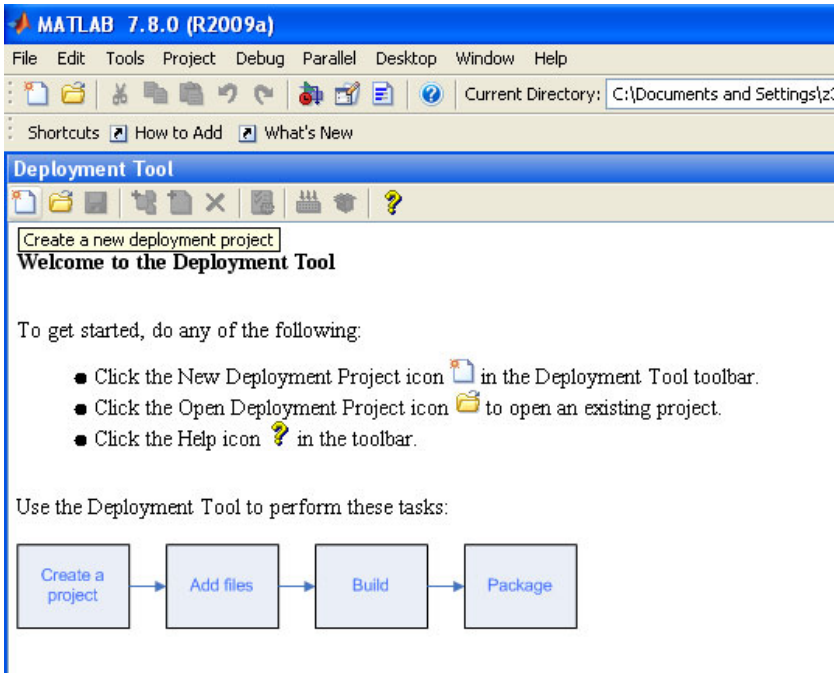 MATLAB 7.8.0 (R2009a)
File Edit Tools Project Debug Parallel Desktop Window Help
Current Directory: C:\Documents and Settings\z3
Shortcuts How to Add What's New
Deployment Tool
Create a new deployment project
Welcome to the Deployment Tool
To get started, do any of the following:
• Click the New Deployment Project icon in the Deployment Tool toolbar.
• Click the Open Deployment Project icon to open an existing project.
• Click the Help icon ? in the toolbar.
Use the Deployment Tool to perform these tasks:
Create a
project
Add files
Build
Package